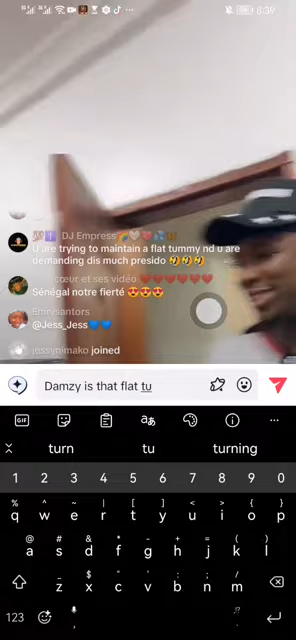 8:39
DJ Empress
U are trying to maintain a flat tummy nd u are
demanding dis much presido 🤣🤣🤣
cœur et ses vidéo ❤️❤️❤️❤️❤️❤️
Sénégal notre fierté 😍😍😍
@Jess_Jess💙💙
jessynimako joined
Damzy is that flat tu
GIF
turn tu turning
1 2 3 4 5 6 7 8 9 0
% ^ ~ | [ ] < > { }
q w e r t y u i o p
@ # & * - + = ( )
a s d f g h j k l
_ $ " ' : ; /
z x c v b n m
123 , .